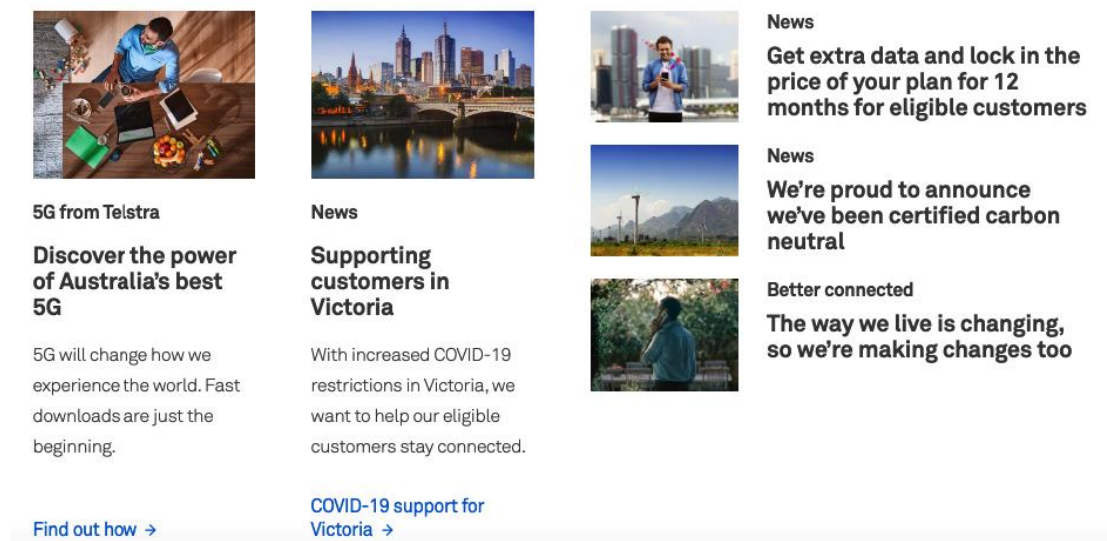 5G from Telstra
Discover the power
of Australia's best
5G
5G will change how we
experience the world. Fast
downloads are just the
beginning.
Find out how →
News
Supporting
customers in
Victoria
With increased COVID-19
restrictions in Victoria, we
want to help our eligible
customers stay connected.
COVID-19 support for
Victoria →
News
Get extra data and lock in the
price of your plan for 12
months for eligible customers
News
We're proud to announce
we've been certified carbon
neutral
Better connected
The way we live is changing,
so we're making changes too